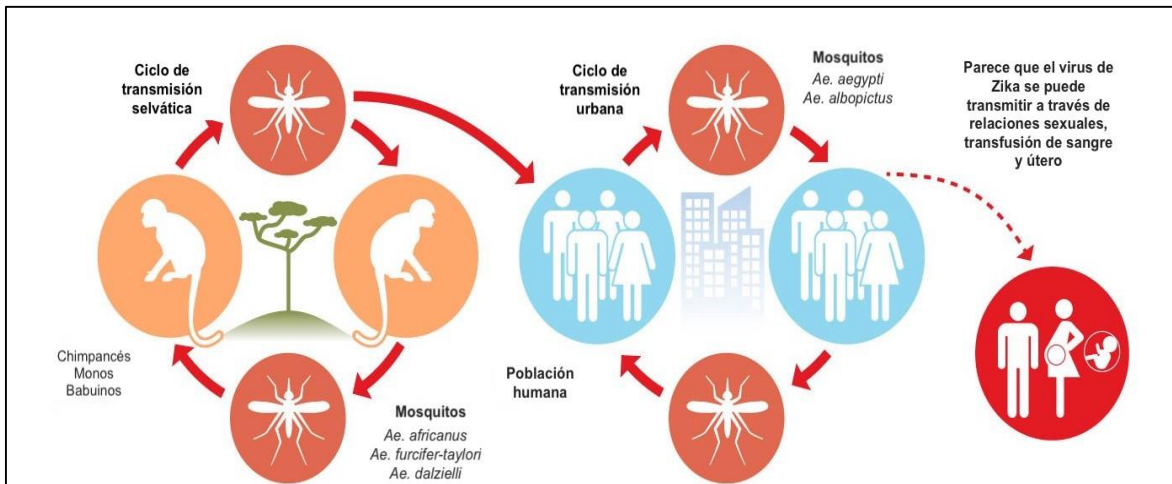 Ciclo de
transmisión
selvática
Chimpancés
Monos
Babuinos
Mosquitos
Ae. africanus
Ae. furcifer-taylori
Ae. dalzielli
Ciclo de
transmisión
urbana
Mosquitos
Ae. aegypti
Ae. albopictus
Población
humana
Parece que el virus de
Zika se puede
transmitir a través de
relaciones sexuales,
transfusión de sangre
y útero